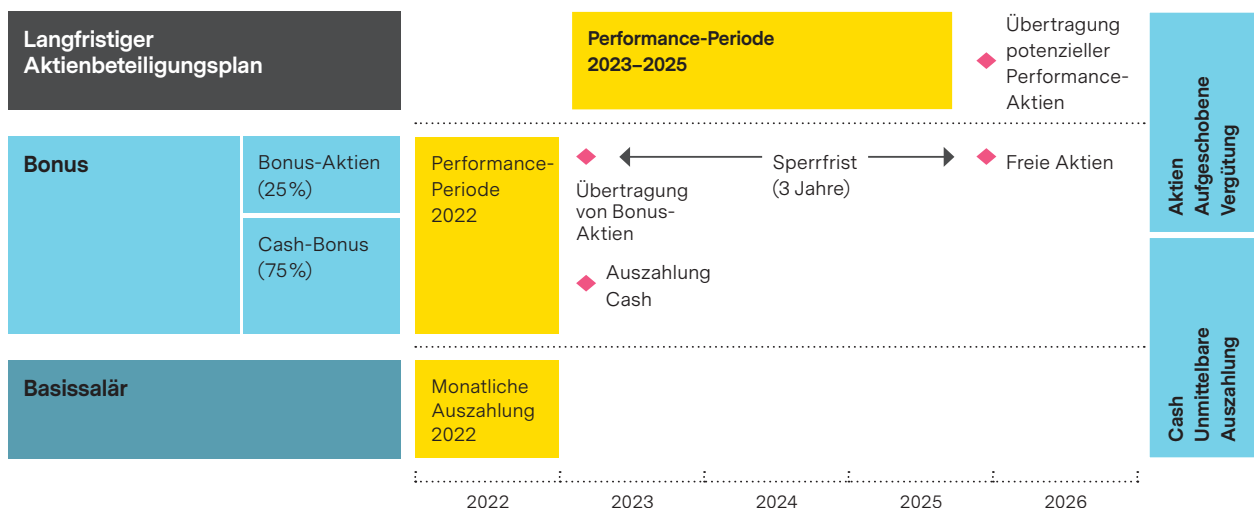 Langfristiger
Aktienbeteiligungsplan
Performance-Periode
2023–2025
Übertragung
potenzieller
Performance-
Aktien
Bonus
Bonus-Aktien
(25%)
Cash-Bonus
(75%)
Performance-
Periode
2022
Übertragung
von Bonus-
Aktien
Sperrfrist
(3 Jahre)
Freie Aktien
Auszahlung
Cash
Basissalär
Monatliche
Auszahlung
2022
Aktien
Aufgeschobene
Vergütung
Cash
Unmittelbare
Auszahlung
2022
2023
2024
2025
2026